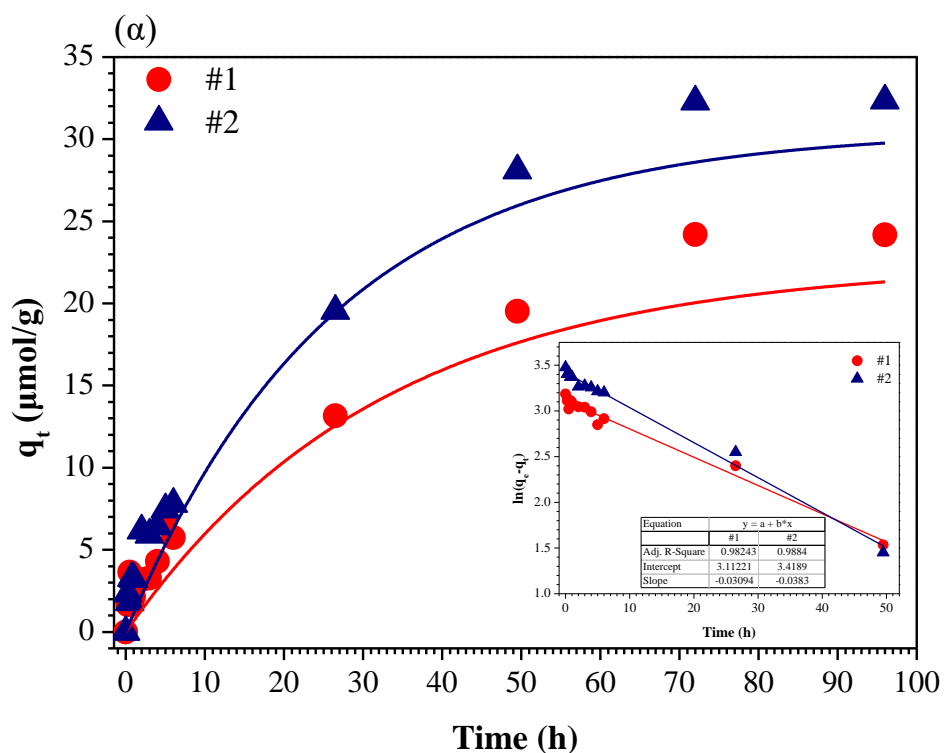 (α)
35
30
25
20
15
10
5
0
q_t (μmol/g)
#1
#2
0 10 20 30 40 50 60 70 80 90 100
Time (h)
3.5
3.0
2.5
2.0
1.5
1.0
ln(q_e-q_t)
#1
#2
Equation y = a + b*x
#1 #2
Adj. R-Square 0.98243 0.9884
Intercept 3.11221 3.4189
Slope -0.03094 -0.0383
0 10 20 30 40 50
Time (h)